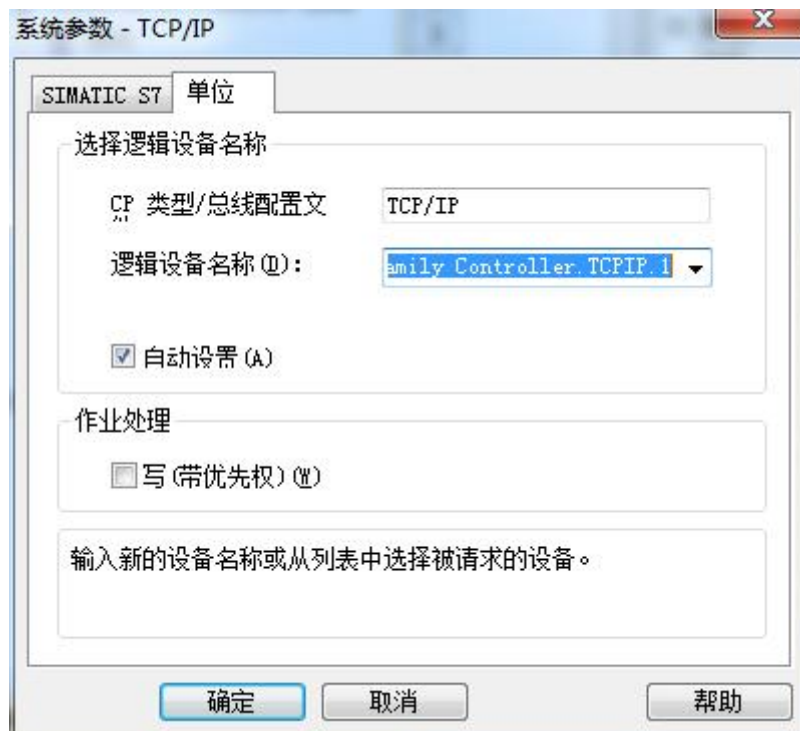 系统参数 - TCP/IP
SIMATIC S7
单位
选择逻辑设备名称
CP 类型/总线配置文
TCP/IP
逻辑设备名称(D):
amily Controller.TCPIP.1
自动设置(A)
作业处理
写(带优先权)(W)
输入新的设备名称或从列表中选择被请求的设备。
确定
取消
帮助